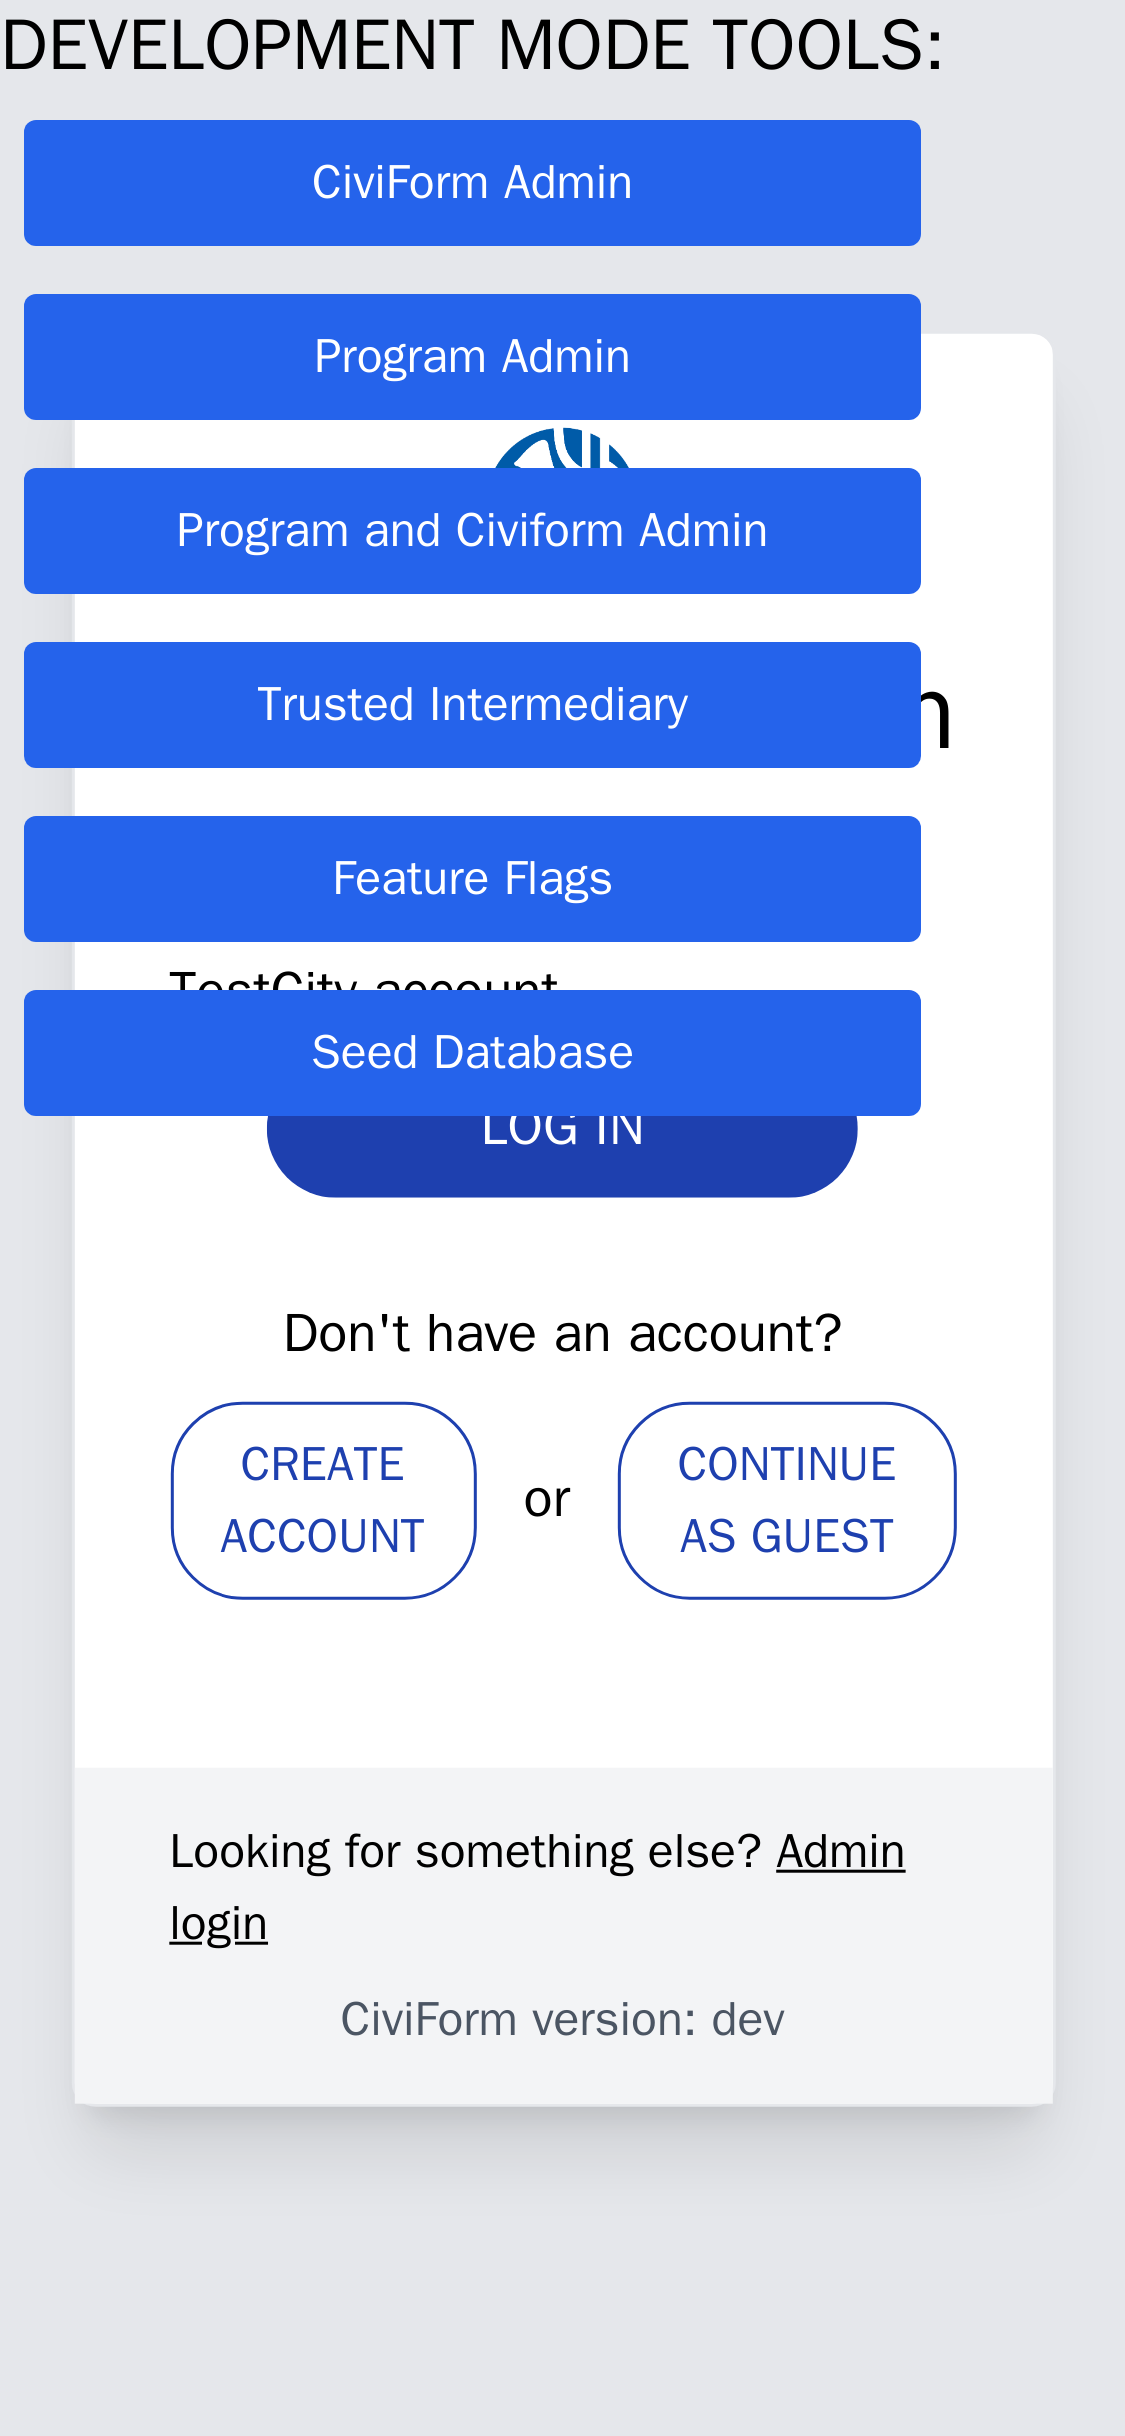 DEVELOPMENT MODE TOOLS:
CiviForm Admin
Program Admin
Program and Civiform Admin
Trusted Intermediary
Feature Flags
TestCity account
Seed Database
LOG IN
Don't have an account?
CREATE
ACCOUNT
or
CONTINUE
AS GUEST
Looking for something else? Admin
login
CiviForm version: dev